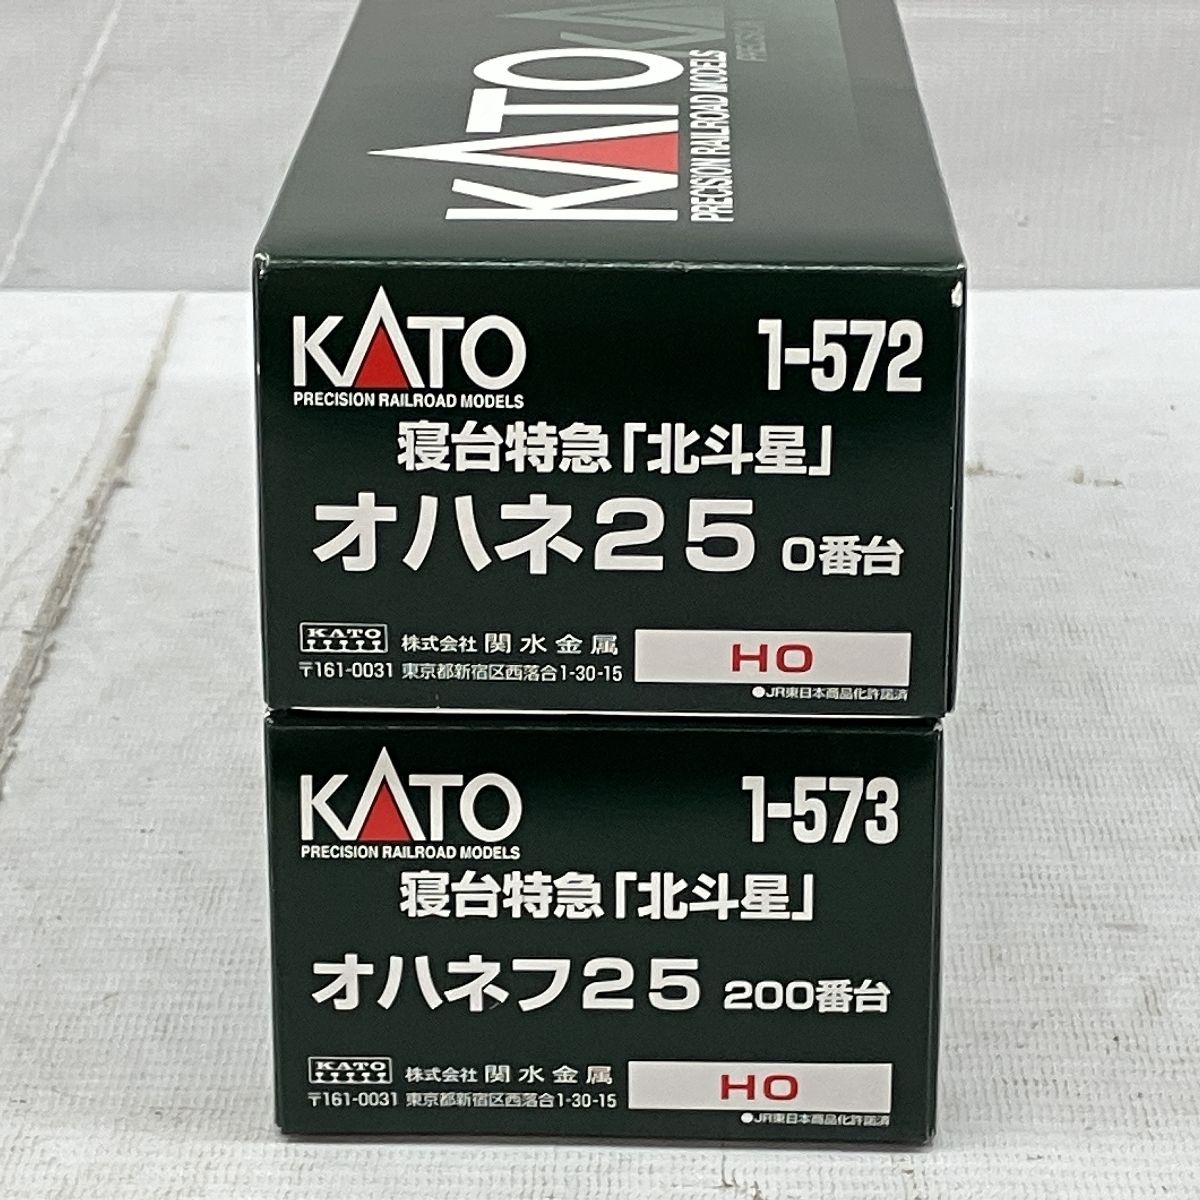 KATO
PRECISION RAILROAD MODELS
KATO
PRECISION RAILROAD MODELS
1-572
寝台特急「北斗星」
オハネ25 0番台
KATO
株式会社 関水金属
〒161-0031 東京都新宿区西落合1-30-15
HO
●JR東日本商品化許諾済
KATO
PRECISION RAILROAD MODELS
1-573
寝台特急「北斗星」
オハネフ25 200番台
KATO
株式会社 関水金属
〒161-0031 東京都新宿区西落合1-30-15
HO
●JR東日本商品化許諾済